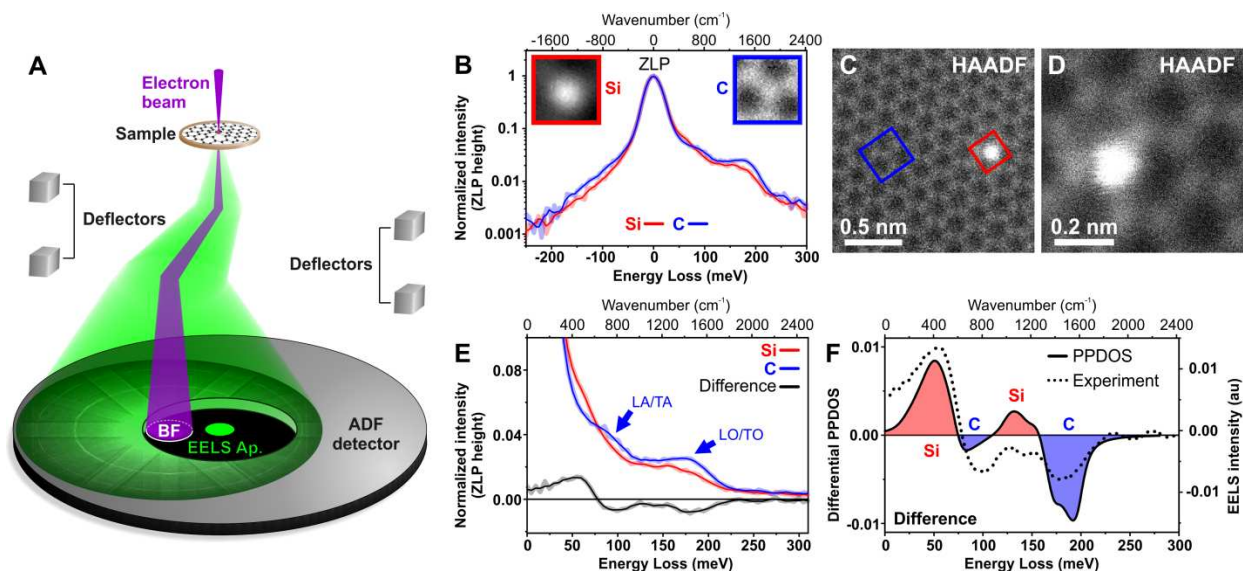 A
Electron
beam
Sample
Deflectors
Deflectors
BF
EELS Ap.
ADF
detector
B
Wavenumber (cm⁻¹)
-1600 -800 0 800 1600 2400
ZLP
Si
C
1
0.1
0.01
0.001
Normalized intensity
(ZLP height)
Si C
-200 -100 0 100 200 300
Energy Loss (meV)
C HAADF
0.5 nm
D HAADF
0.2 nm
E
Wavenumber (cm⁻¹)
0 400 800 1200 1600 2000 2400
Si
C
Difference
LA/TA
LO/TO
0.08
0.04
0.00
Normalized intensity
(ZLP height)
0 50 100 150 200 250 300
Energy Loss (meV)
F
Wavenumber (cm⁻¹)
0 400 800 1200 1600 2000 2400
PPDOS
Experiment
Si
C
Si
C
0.01
0.00
-0.01
Differential PPDOS
0.01
0.00
-0.01
EELS intensity (au)
Difference
0 50 100 150 200 250 300
Energy Loss (meV)